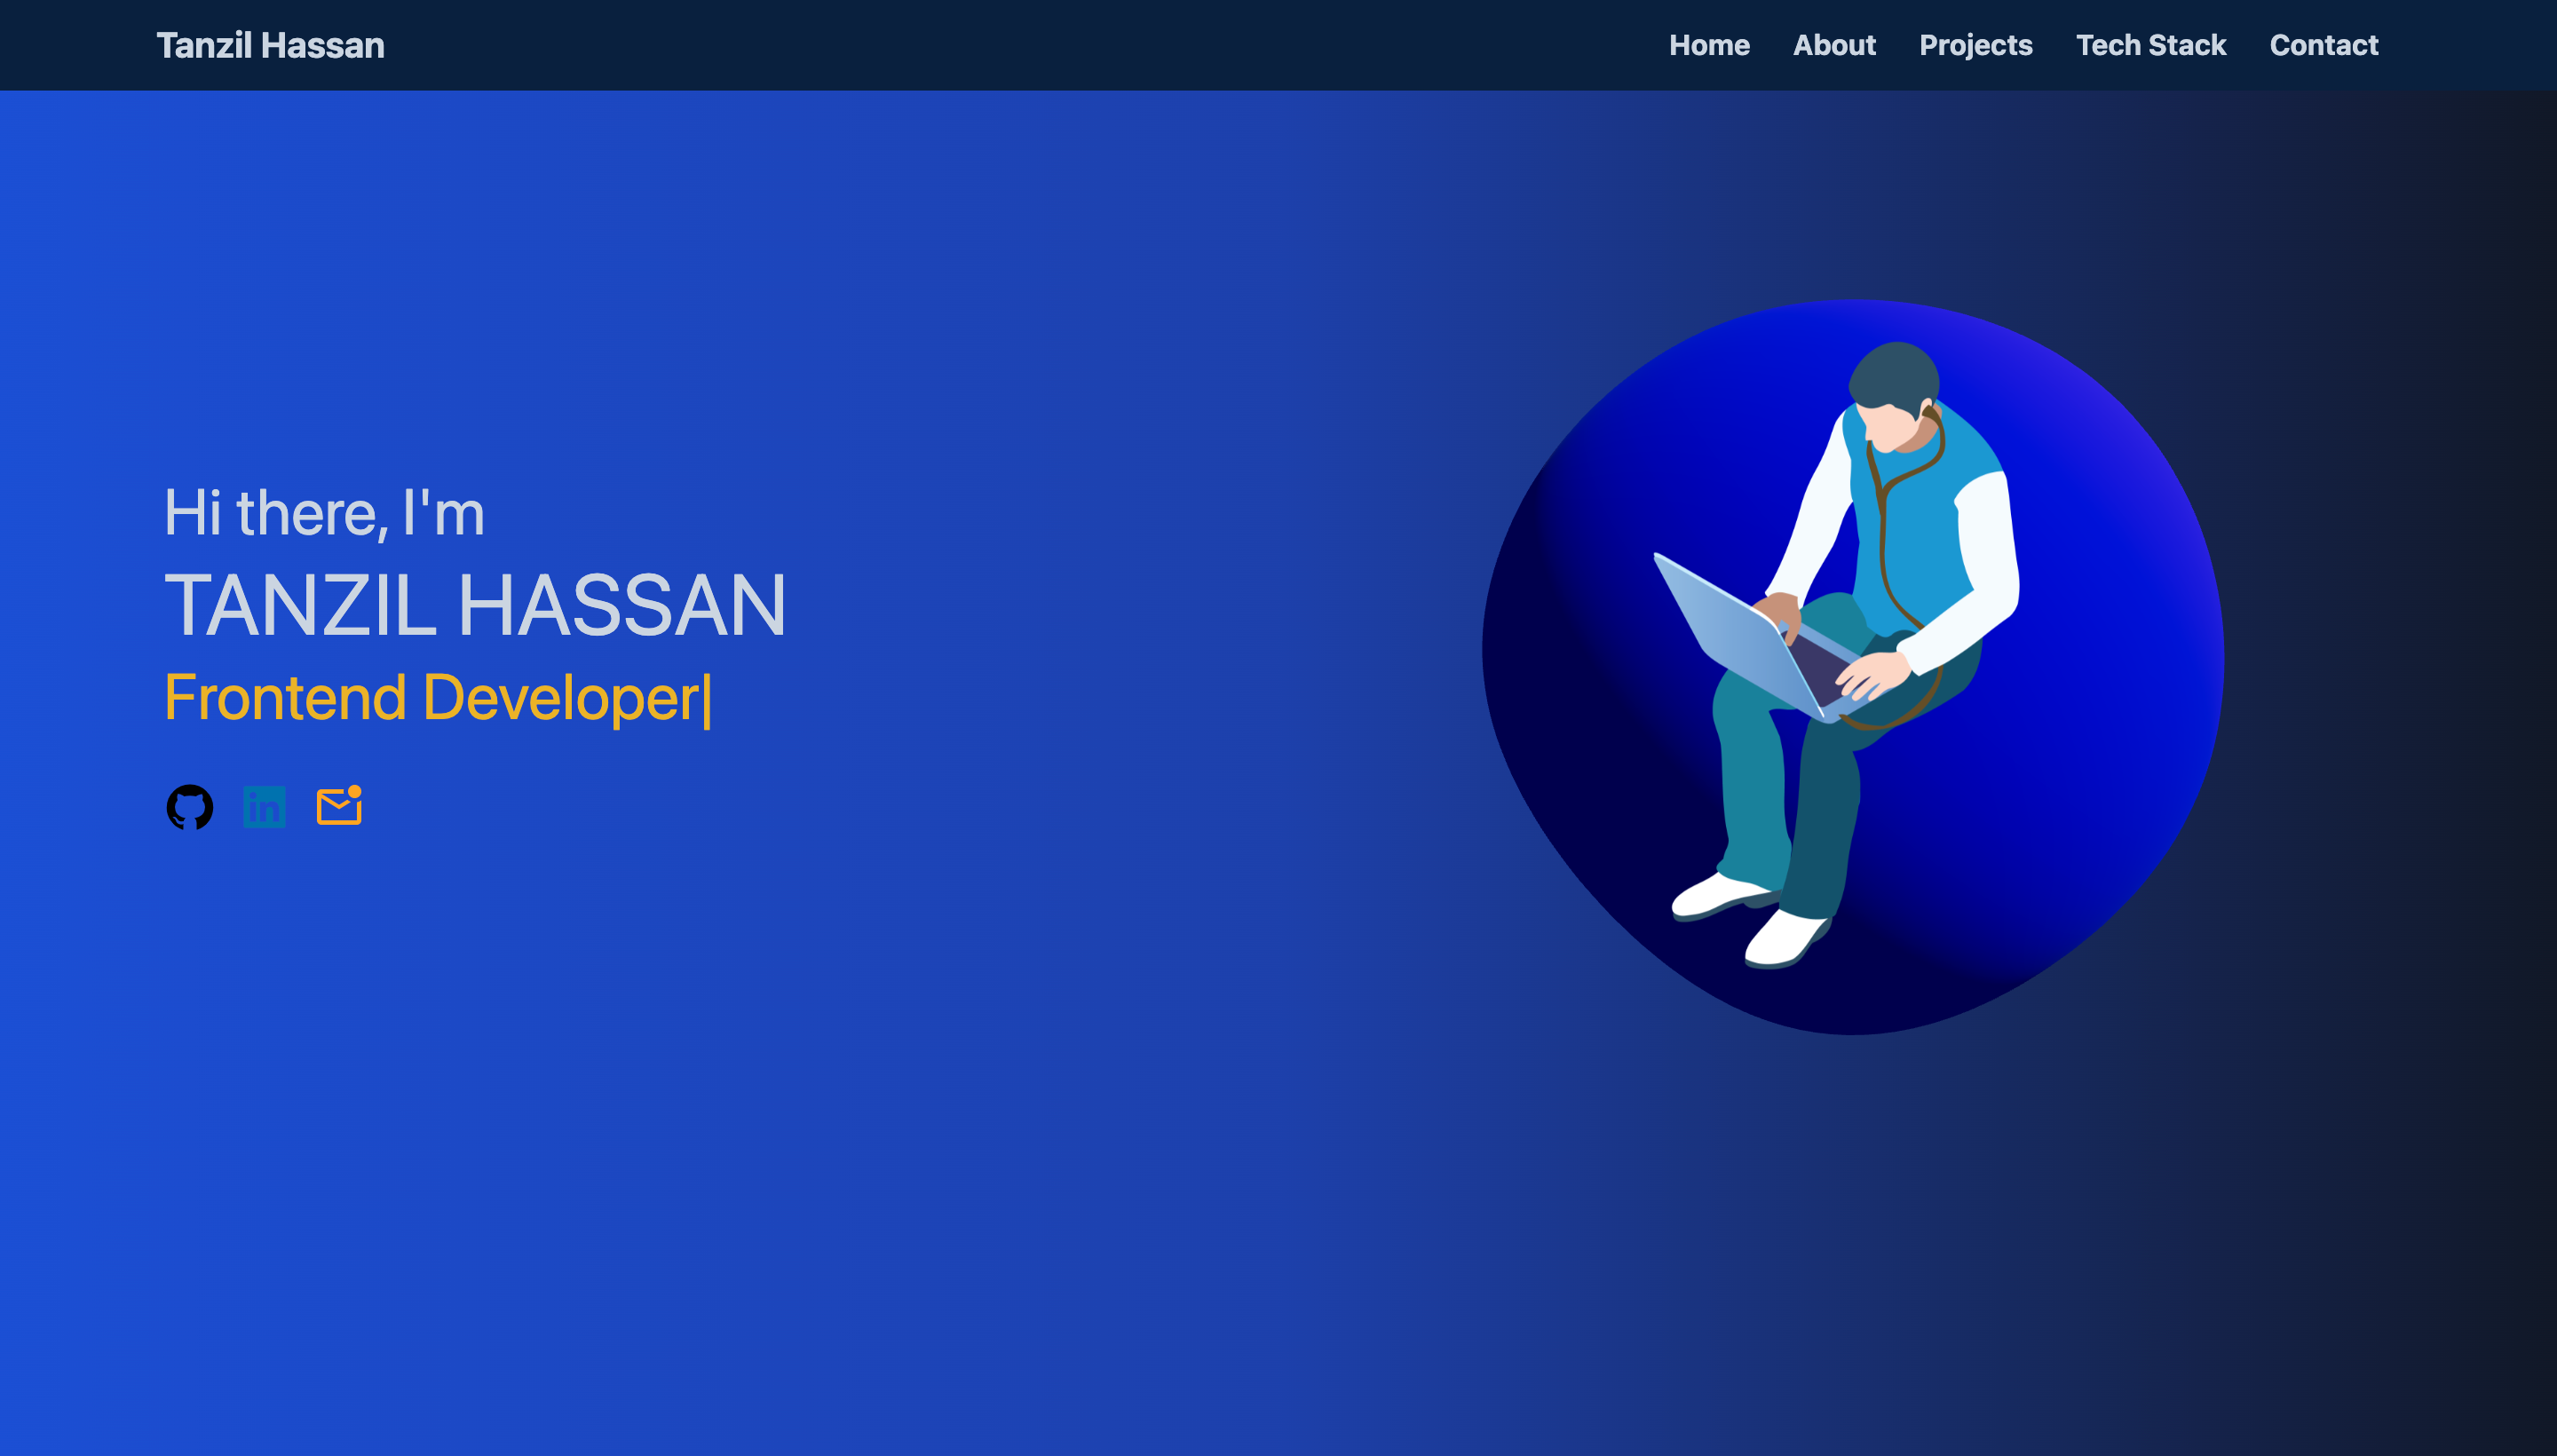 Tanzil Hassan
Home About Projects Tech Stack Contact
Hi there, I'm
TANZIL HASSAN
Frontend Developer|
in